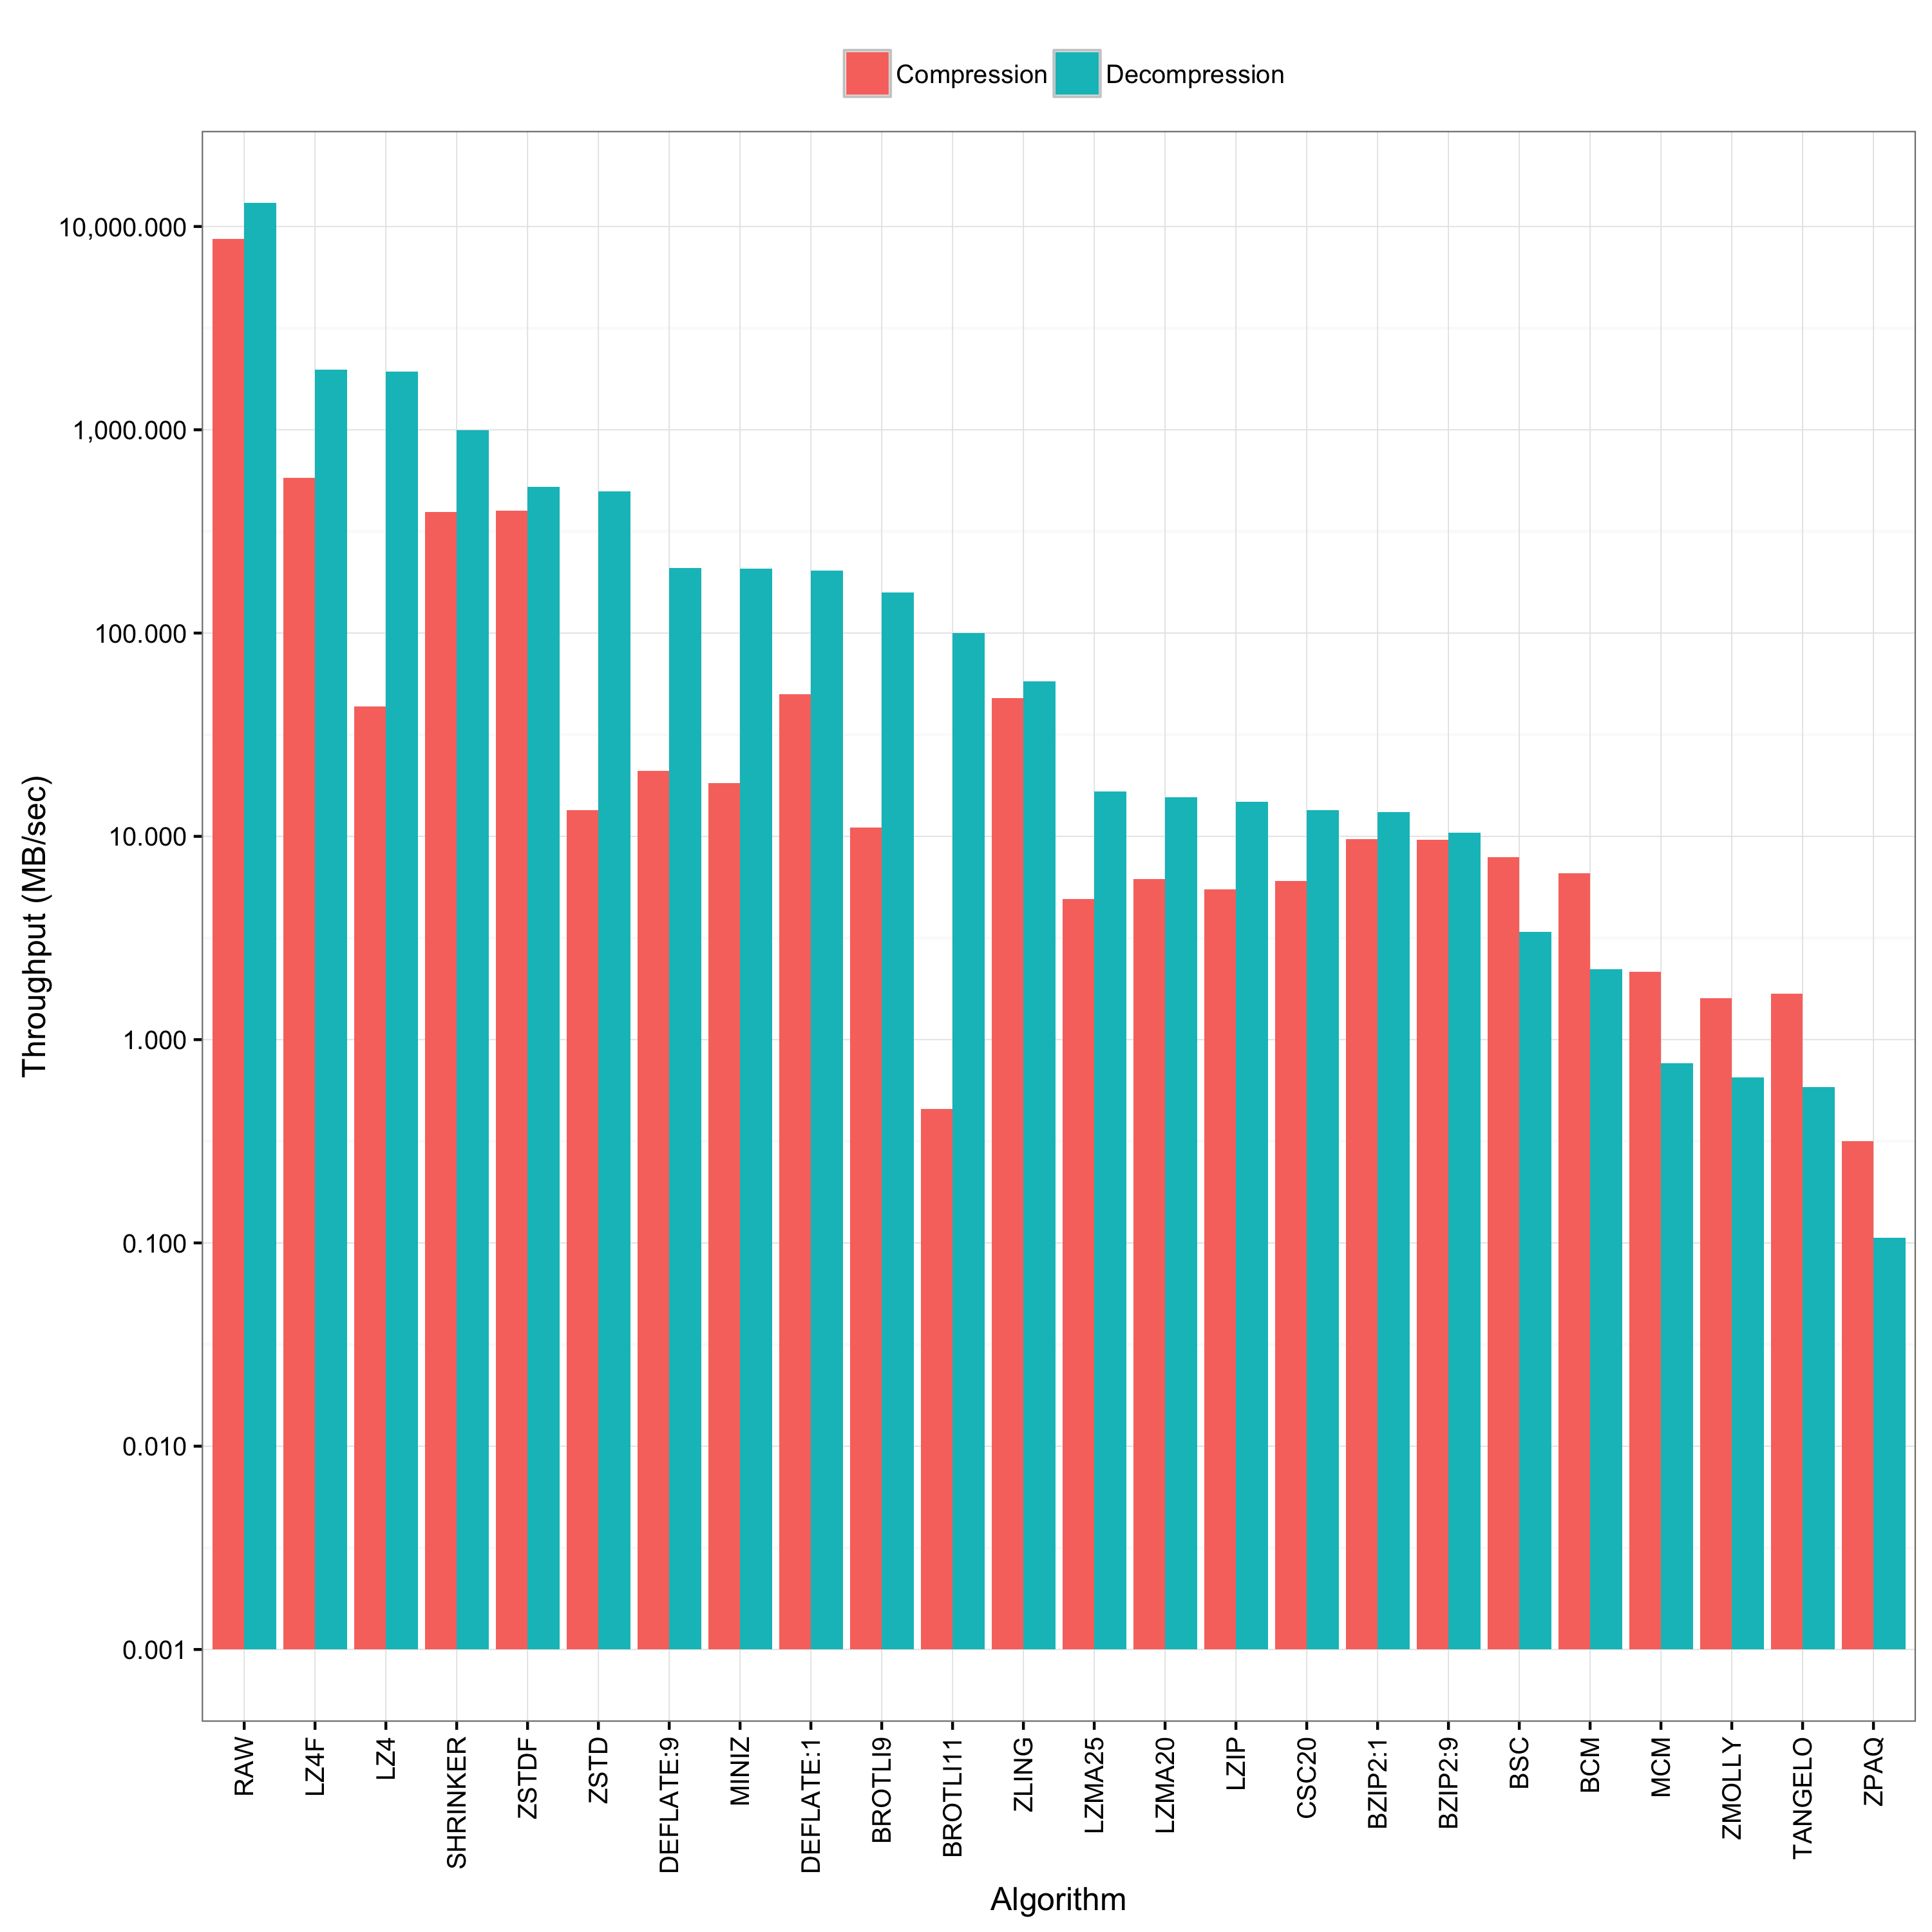 Compression Decompression
10,000.000
1,000.000
100.000
10.000
1.000
0.100
0.010
0.001
Throughput (MB/sec)
RAW
LZ4F
LZ4
SHRINKER
ZSTDF
ZSTD
DEFLATE:9
MINIZ
DEFLATE:1
BROTLI9
BROTLI11
ZLING
LZMA25
LZMA20
LZIP
CSC20
BZIP2:1
BZIP2:9
BSC
BCM
MCM
ZMOLLY
TANGELO
ZPAQ
Algorithm